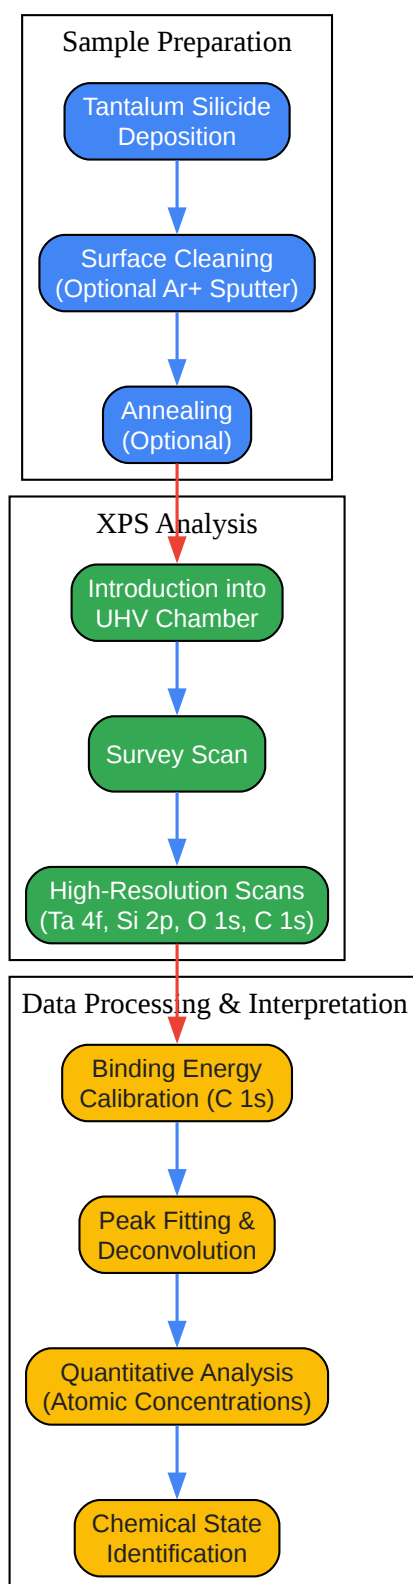 Sample Preparation
Tantalum Silicide
Deposition
Surface Cleaning
(Optional Ar+ Sputter)
Annealing
(Optional)
XPS Analysis
Introduction into
UHV Chamber
Survey Scan
High-Resolution Scans
(Ta 4f, Si 2p, O 1s, C 1s)
Data Processing & Interpretation
Binding Energy
Calibration (C 1s)
Peak Fitting &
Deconvolution
Quantitative Analysis
(Atomic Concentrations)
Chemical State
Identification